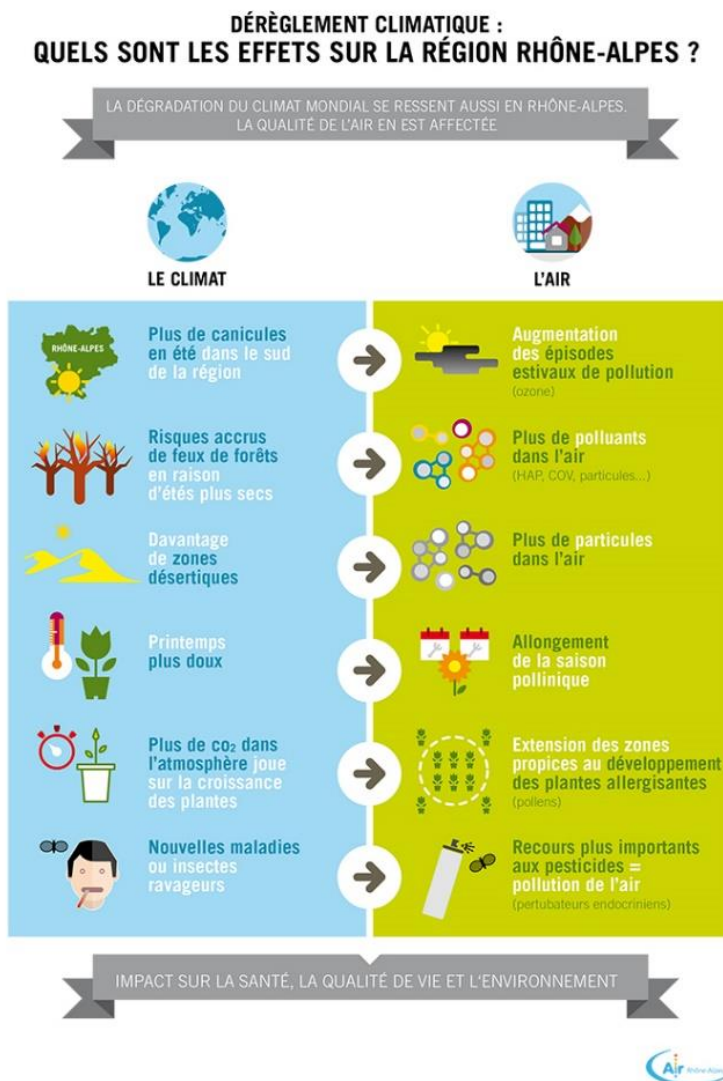 DÉRÈGLEMENT CLIMATIQUE :
QUELS SONT LES EFFETS SUR LA RÉGION RHÔNE-ALPES ?
LA DÉGRADATION DU CLIMAT MONDIAL SE RESSENT AUSSI EN RHÔNE-ALPES.
LA QUALITÉ DE L'AIR EN EST AFFECTÉE
LE CLIMAT
L'AIR
RHÔNE-ALPES
Plus de canicules
en été dans le sud
de la région
Augmentation
des épisodes
estivaux de pollution
(ozone)
Risques accrus
de feux de forêts
en raison
d'étés plus secs
Plus de polluants
dans l'air
(HAP, COV, particules...)
Davantage
de zones
désertiques
Plus de particules
dans l'air
Printemps
plus doux
Allongement
de la saison
pollinique
Plus de co₂ dans
l'atmosphère joue
sur la croissance
des plantes
Extension des zones
propices au développement
des plantes allergisantes
(pollens)
Nouvelles maladies
ou insectes
ravageurs
Recours plus importants
aux pesticides =
pollution de l'air
(pertubateurs endocriniens)
IMPACT SUR LA SANTÉ, LA QUALITÉ DE VIE ET L'ENVIRONNEMENT
Air Rhône-Alpes